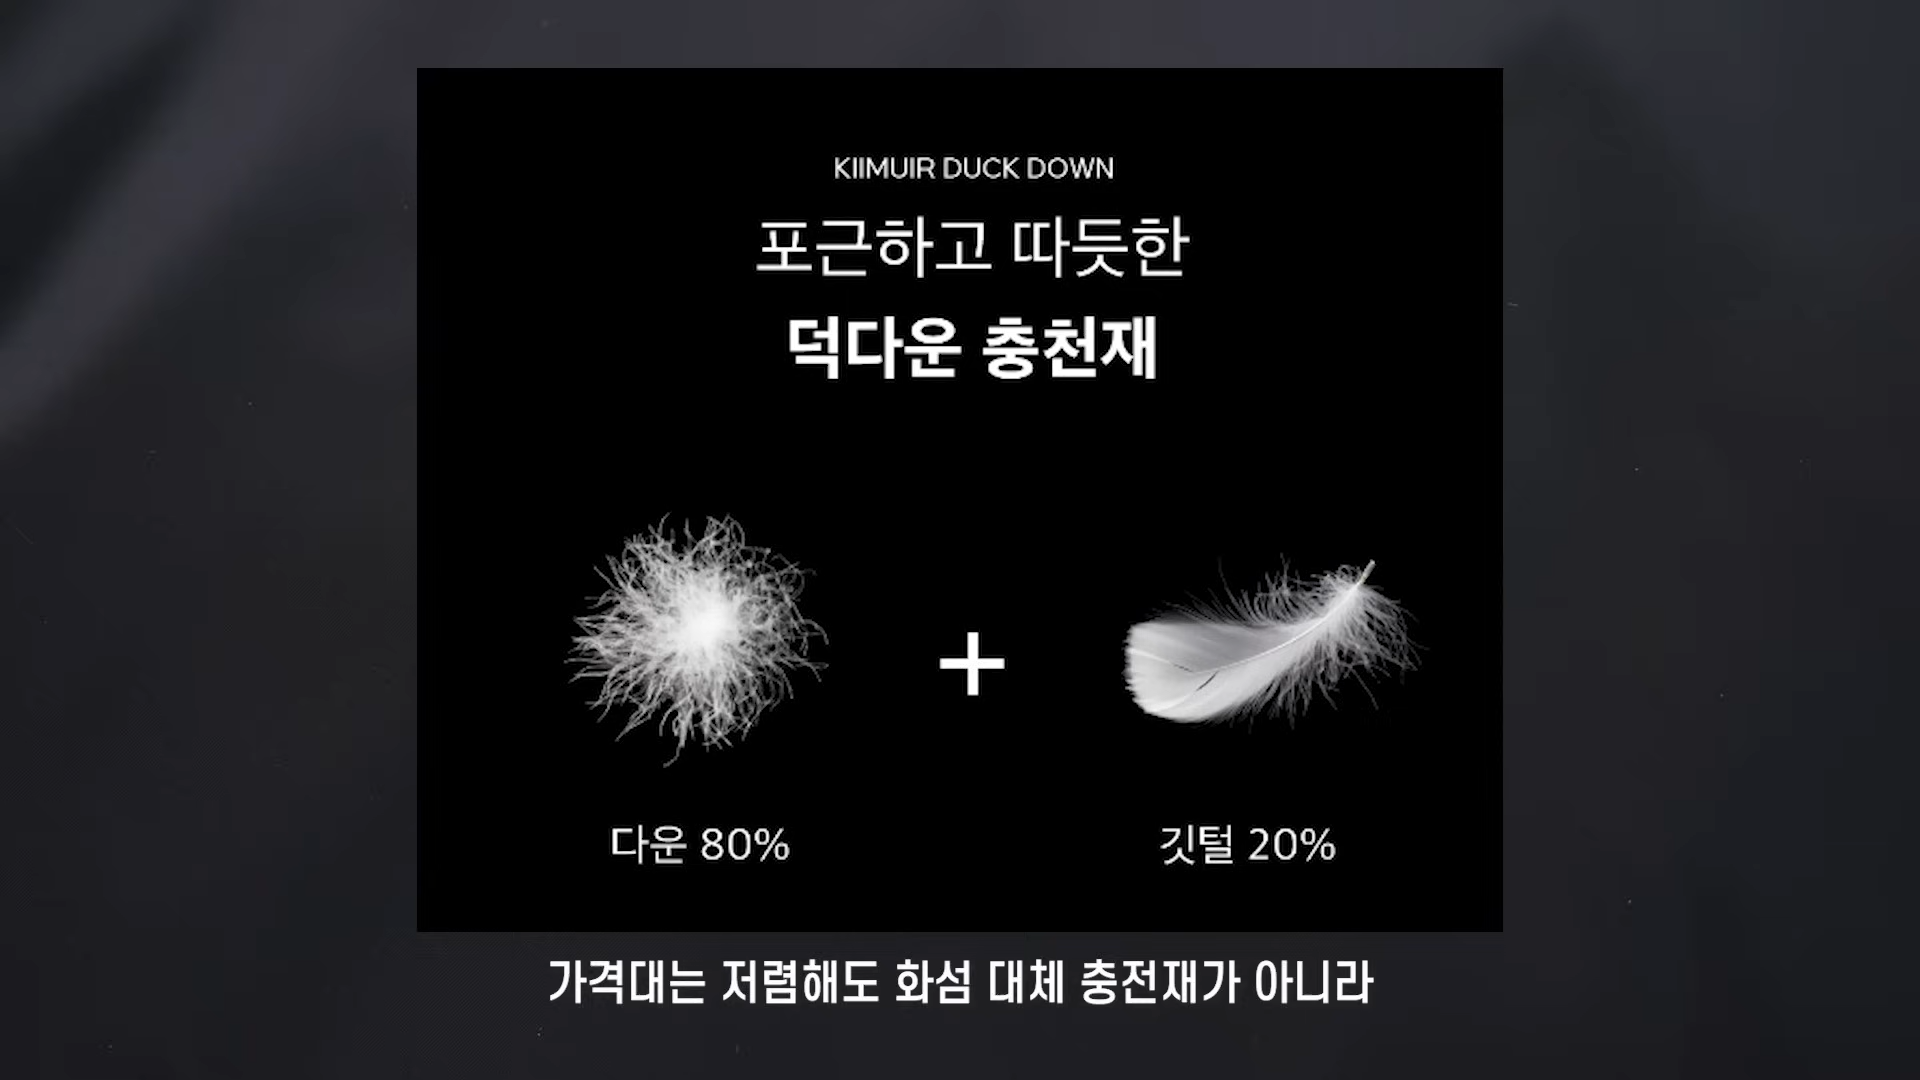 KIIMUIR DUCK DOWN
포근하고 따듯한
덕다운 충천재
+
다운 80%
깃털 20%
가격대는 저렴해도 화섬 대체 충전재가 아니라